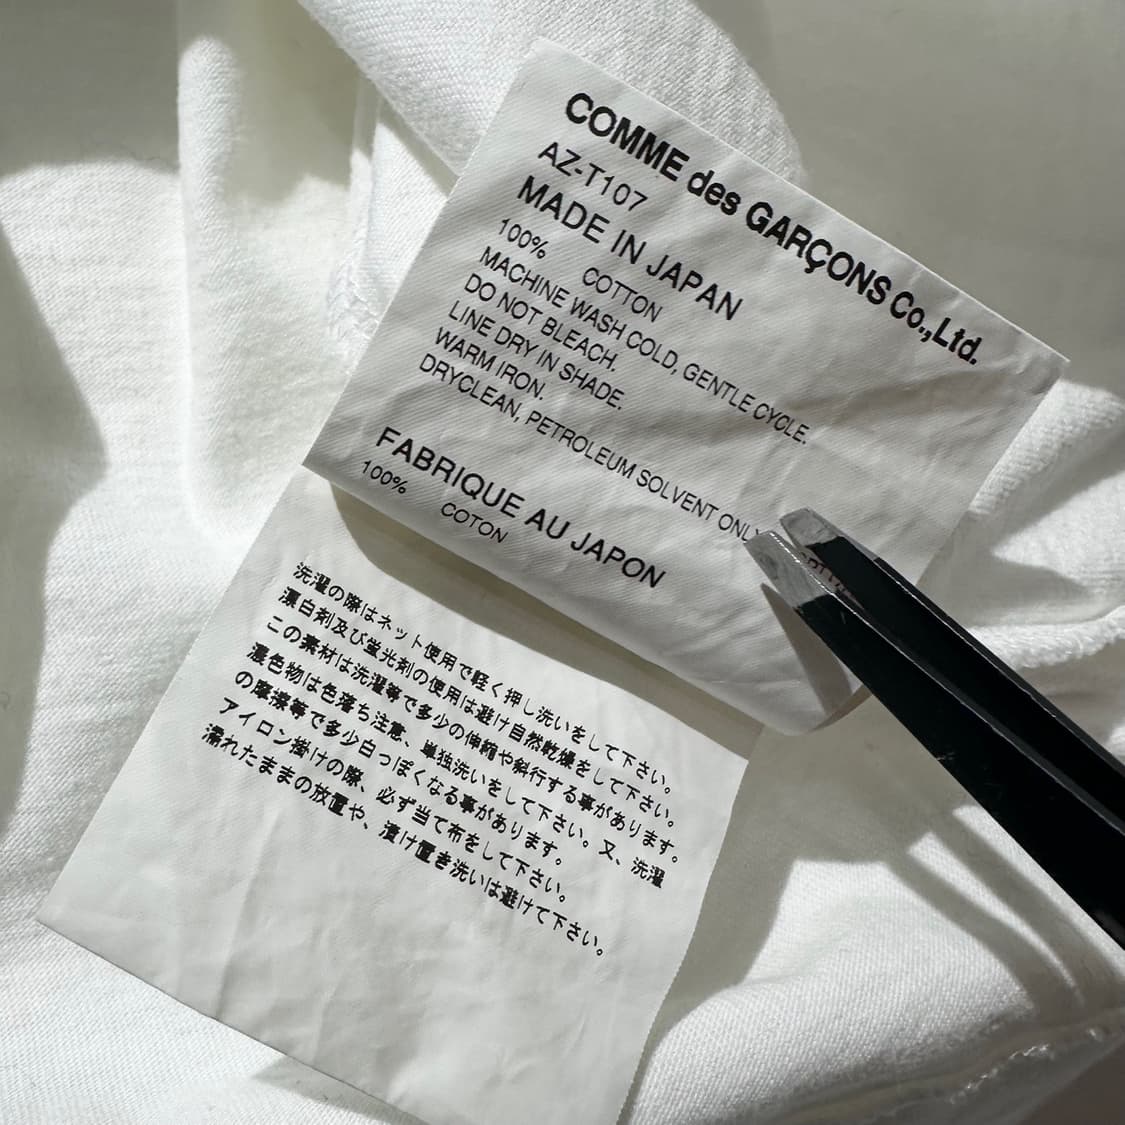 COMME des GARÇONS Co.,Ltd.
AZ-T107
MADE IN JAPAN
100% COTTON
MACHINE WASH COLD, GENTLE CYCLE.
DO NOT BLEACH.
LINE DRY IN SHADE.
WARM IRON.
DRYCLEAN, PETROLEUM SOLVENT ONLY
FABRIQUE AU JAPON
100% COTON
洗濯の際はネット使用で軽く押し洗いをして下さい。
漂白剤及び蛍光剤の使用は避け自然乾燥をして下さい。
この素材は洗濯等で多少の伸縮や斜行する事があります。
濃色物は色落ち注意、単独洗いをして下さい。又、洗濯
の摩擦等で多少白っぽくなる事があります。
アイロン掛けの際、必ず当て布をして下さい。
濡れたままの放置や、漬け置き洗いは避けて下さい。